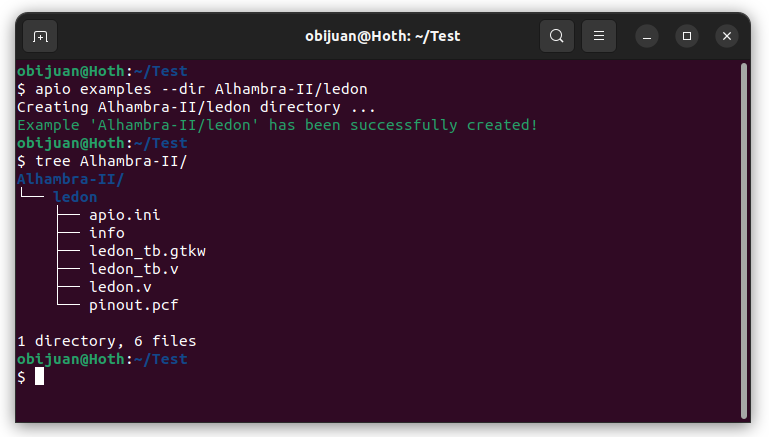 obijuan@Hoth: ~/Test
obijuan@Hoth:~/Test
$ apio examples --dir Alhambra-II/ledon
Creating Alhambra-II/ledon directory ...
Example 'Alhambra-II/ledon' has been successfully created!
obijuan@Hoth:~/Test
$ tree Alhambra-II/
Alhambra-II/
└── ledon
    ├── apio.ini
    ├── info
    ├── ledon_tb.gtkw
    ├── ledon_tb.v
    ├── ledon.v
    └── pinout.pcf
1 directory, 6 files
obijuan@Hoth:~/Test
$